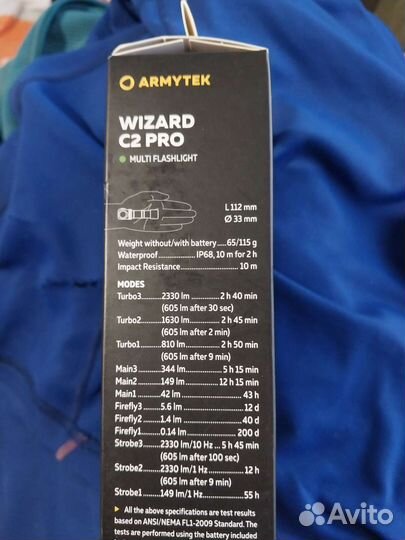 ARMYTEK
WIZARD
C2 PRO
MULTI FLASHLIGHT
L 112 mm
Ø 33 mm
Weight without/with battery.....65/115 g
Waterproof...............IP68, 10 m for 2 h
Impact Resistance........................10 m
MODES
Turbo3.........2330 lm............2 h 40 min
(605 lm after 30 sec)
Turbo2.........1630 lm............2 h 45 min
(605 lm after 2 min)
Turbo1.........810 lm..............2 h 50 min
(605 lm after 9 min)
Main3..........344 lm................5 h 15 min
Main2..........149 lm..............12 h 15 min
Main1..........42 lm............................43 h
Firefly3........5.6 lm............................12 d
Firefly2........1.4 lm............................40 d
Firefly1........0.14 lm........................200 d
Strobe3.......2330 lm/10 Hz...5 h 45 min
(605 lm after 100 sec)
Strobe2.......2330 lm/1 Hz..............12 h
(605 lm after 9 min)
Strobe1.......149 lm/1 Hz................55 h
All the above specifications are test results
based on ANSI/NEMA FL1-2009 Standard. The
tests are performed using the battery included
Avito